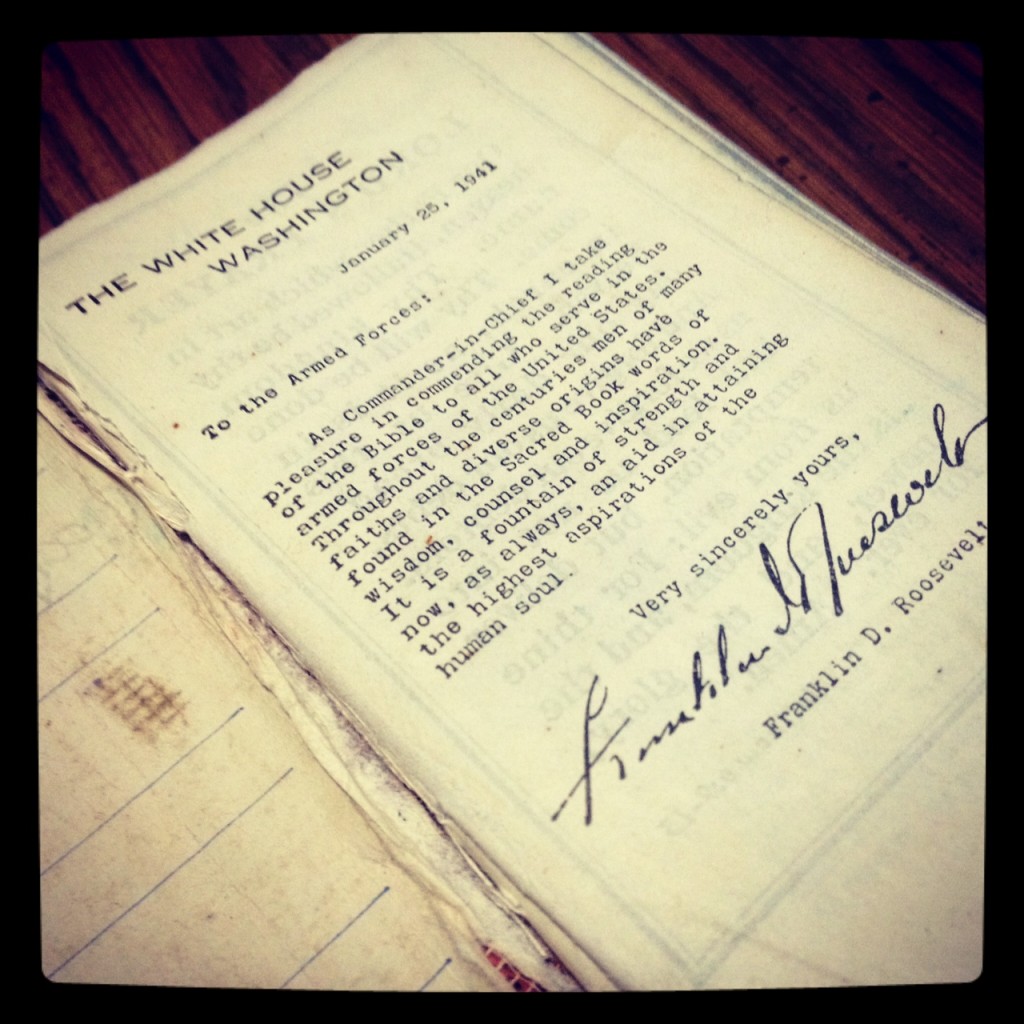 THE WHITE HOUSE
WASHINGTON
January 25, 1941
To the Armed Forces:
As Commander-in-Chief I take
pleasure in commending the reading
of the Bible to all who serve in the
armed forces of the United States.
Throughout the centuries men of many
faiths and diverse origins have
found in the Sacred Book words of
wisdom, counsel and inspiration.
It is a fountain of strength and
now, as always, an aid in attaining
the highest aspirations of the
human soul.
Very sincerely yours,
Franklin D Roosevelt
Franklin D. Roosevelt